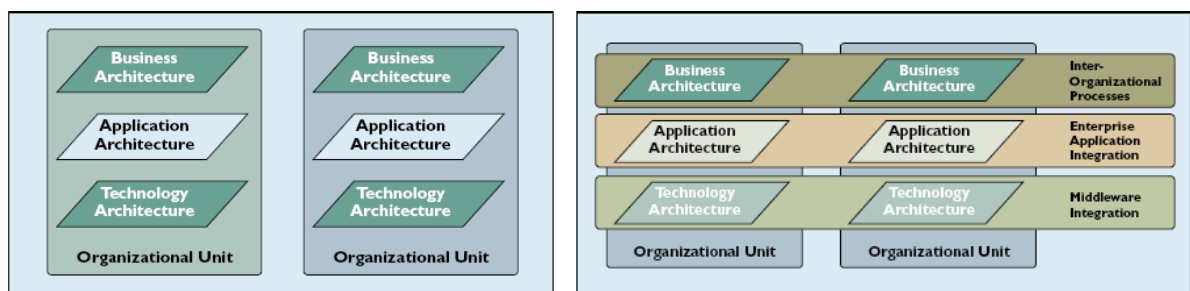 Business
Architecture
Application
Architecture
Technology
Architecture
Organizational Unit
Business
Architecture
Application
Architecture
Technology
Architecture
Organizational Unit
Business
Architecture
Business
Architecture
Inter-
Organizational
Processes
Application
Architecture
Application
Architecture
Enterprise
Application
Integration
Technology
Architecture
Technology
Architecture
Middleware
Integration
Organizational Unit
Organizational Unit